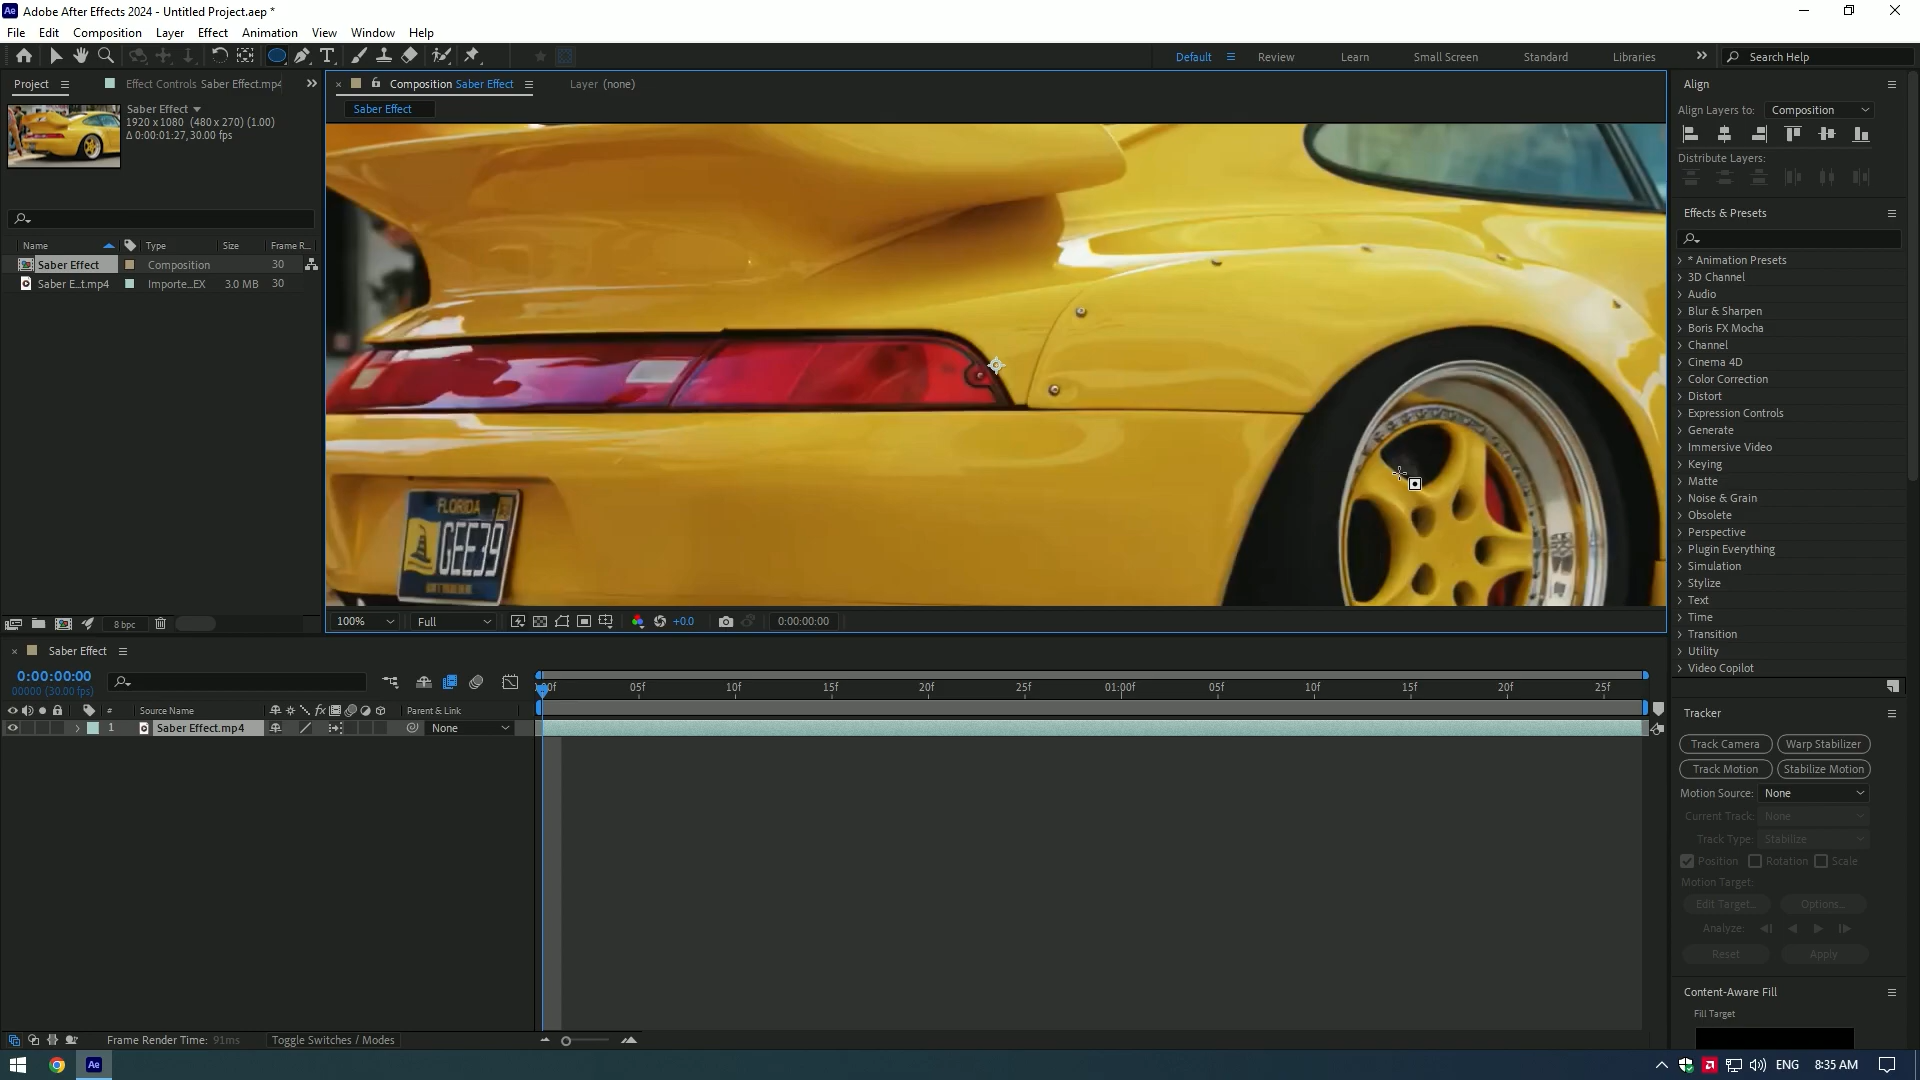 Adobe After Effects 2024 - Untitled Project.aep *
File Edit Composition Layer Effect Animation View Window Help
Default Review Learn Small Screen Standard Libraries Search Help
Project Effect Controls Saber Effect.mp4
Saber Effect
1920 x 1080 (480 x 270) (1.00)
Δ 0:00:01:27, 30.00 fps
Name Type Size Frame R...
Saber Effect Composition 30
Saber E...t.mp4 Importe...EX 3.0 MB 30
8 bpc
Composition Saber Effect Layer (none)
Saber Effect
FLORIDA
GEE39
100% Full +0.0 0:00:00:00
Align
Align Layers to: Composition
Distribute Layers:
Effects & Presets
* Animation Presets
3D Channel
Audio
Blur & Sharpen
Boris FX Mocha
Channel
Cinema 4D
Color Correction
Distort
Expression Controls
Generate
Immersive Video
Keying
Matte
Noise & Grain
Obsolete
Perspective
Plugin Everything
Simulation
Stylize
Text
Time
Transition
Utility
Video Copilot
Tracker
Track Camera Warp Stabilizer
Track Motion Stabilize Motion
Motion Source: None
Current Track: None
Track Type: Stabilize
Position Rotation Scale
Motion Target:
Edit Target... Options...
Analyze:
Reset Apply
Content-Aware Fill
Fill Target
Saber Effect
0:00:00:00
00000 (30.00 fps)
:00f 05f 10f 15f 20f 25f 01:00f 05f 10f 15f 20f 25f
# Source Name Parent & Link
1 Saber Effect.mp4 None
Frame Render Time: 91ms Toggle Switches / Modes
ENG 8:35 AM